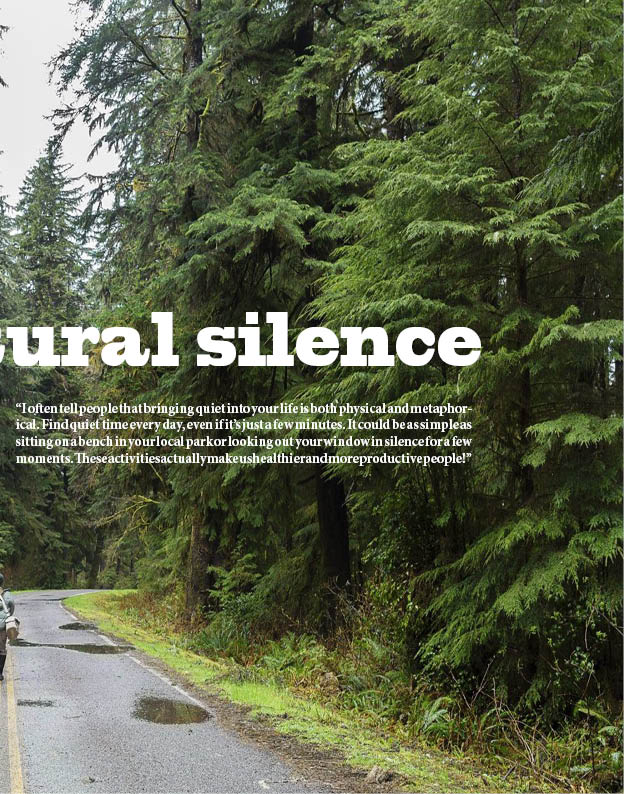 ural silence
“I often tell people that bringing quiet into your life is both physical and metaphor-
ical. Find quiet time every day, even if it’s just a few minutes. It could be as simple as
sitting on a bench in your local park or looking out your window in silence for a few
moments. These activities actually make us healthier and more productive people!”